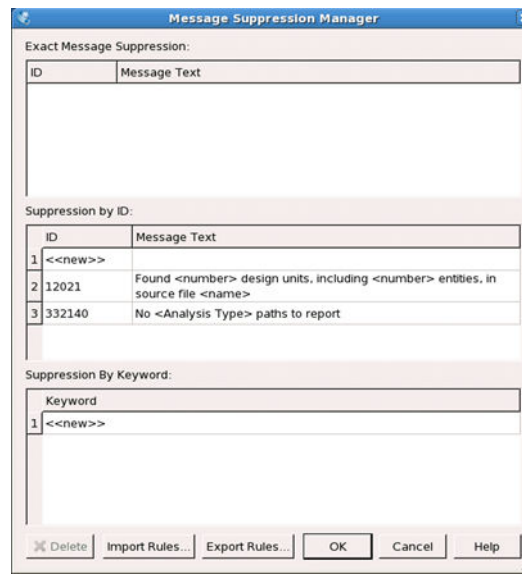 Message Suppression Manager
Exact Message Suppression:
ID Message Text
Suppression by ID:
ID Message Text
1 <<new>>
2 12021 Found <number> design units, including <number> entities, in
source file <name>
3 332140 No <Analysis Type> paths to report
Suppression By Keyword:
Keyword
1 <<new>>
Delete Import Rules... Export Rules... OK Cancel Help